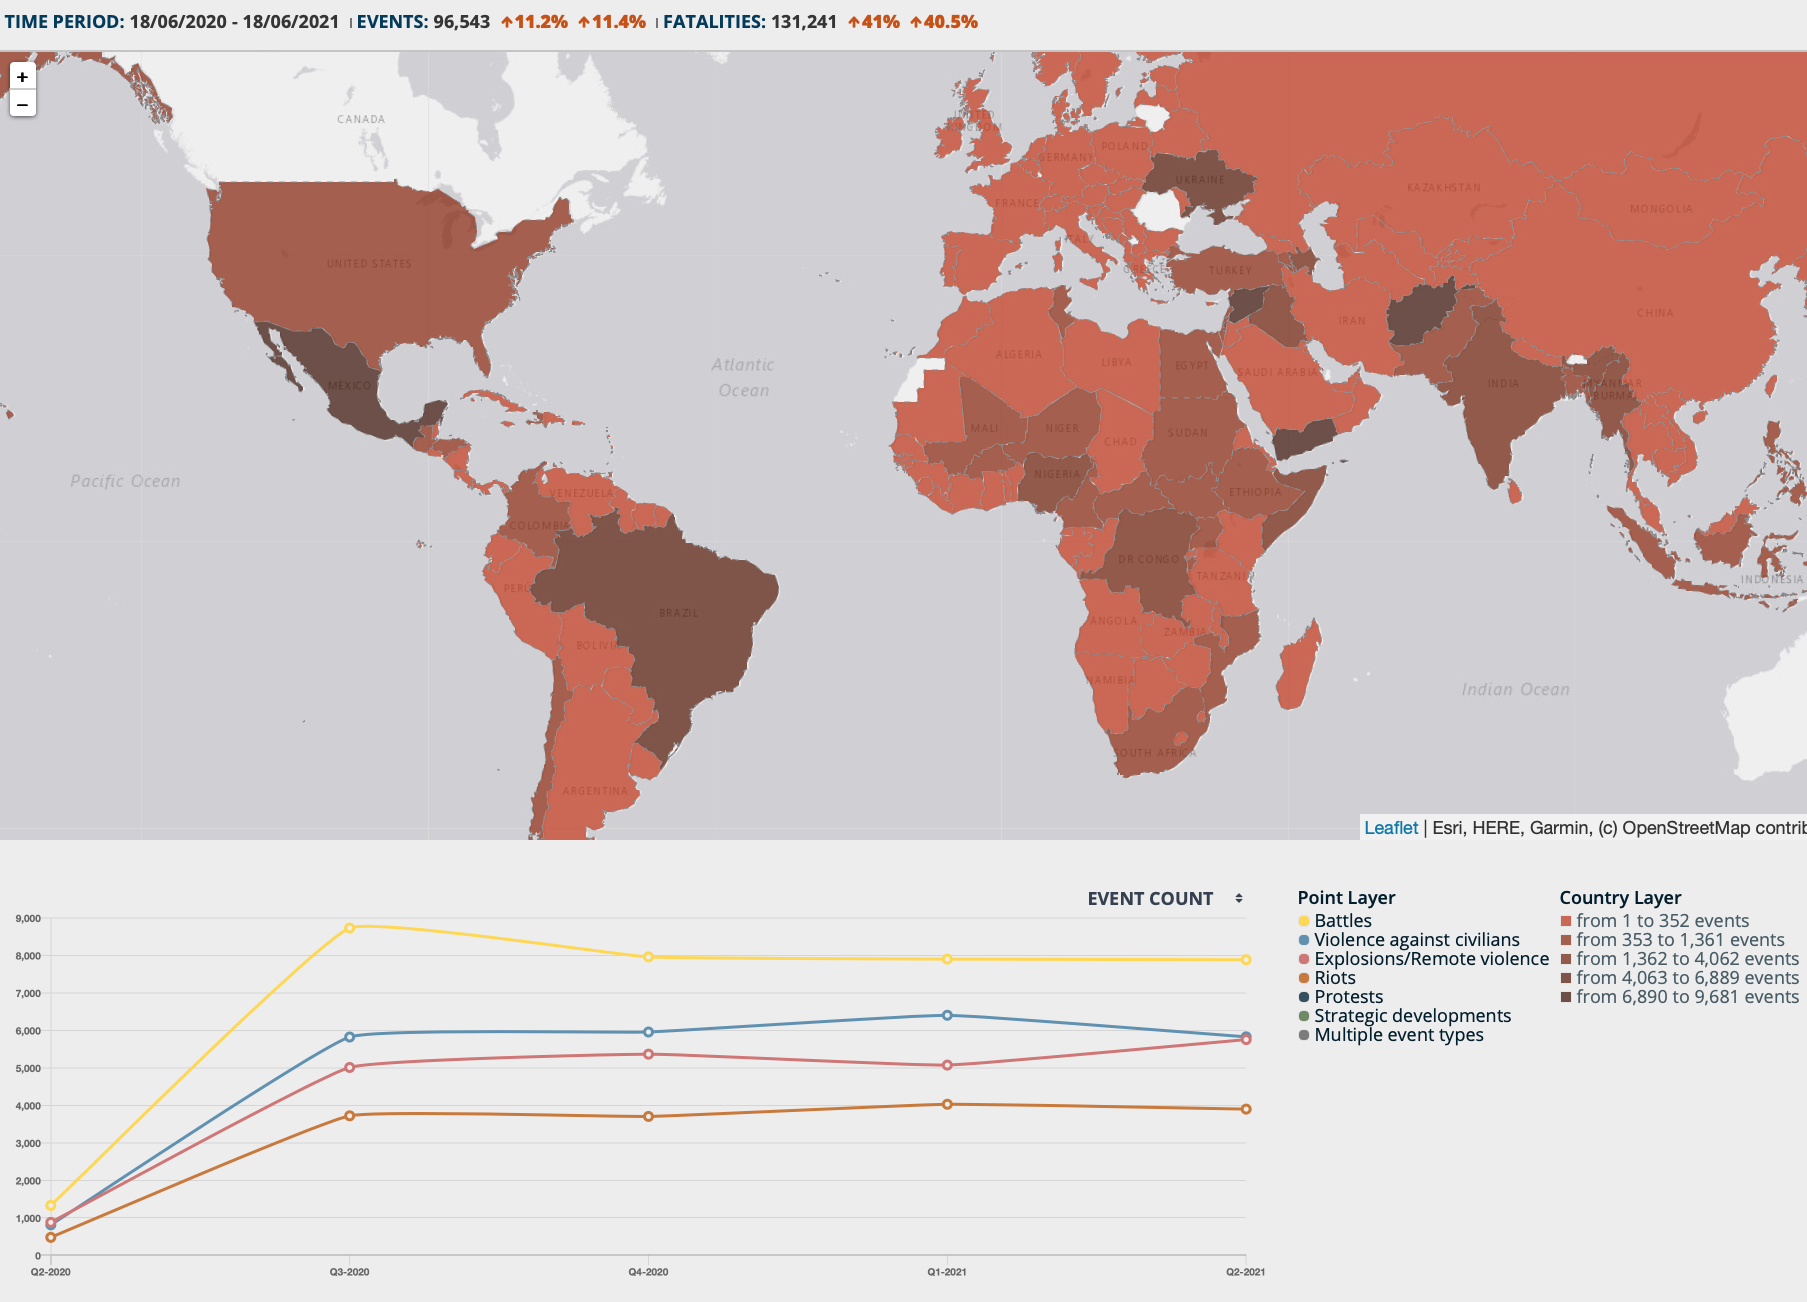 TIME PERIOD: 18/06/2020 - 18/06/2021 | EVENTS: 96,543 ↑11.2% ↑11.4% | FATALITIES: 131,241 ↑41% ↑40.5%
+
−
CANADA
UNITED STATES
MEXICO
Atlantic
Ocean
Pacific Ocean
VENEZUELA
COLOMBIA
PERU
BRAZIL
BOLIVIA
ARGENTINA
UNITED
KINGDOM
POLAND
GERMANY
UKRAINE
FRANCE
ITALY
GREECE
TURKEY
KAZAKHSTAN
MONGOLIA
CHINA
IRAN
ALGERIA
LIBYA
EGYPT
SAUDI ARABIA
INDIA
MYANMAR
BURMA
MALI
NIGER
CHAD
SUDAN
NIGERIA
ETHIOPIA
DR CONGO
TANZANIA
INDONESIA
ANGOLA
ZAMBIA
NAMIBIA
SOUTH AFRICA
Indian Ocean
Leaflet | Esri, HERE, Garmin, (c) OpenStreetMap contrib
EVENT COUNT
9,000
8,000
7,000
6,000
5,000
4,000
3,000
2,000
1,000
0
Q2-2020
Q3-2020
Q4-2020
Q1-2021
Q2-2021
Point Layer
Battles
Violence against civilians
Explosions/Remote violence
Riots
Protests
Strategic developments
Multiple event types
Country Layer
from 1 to 352 events
from 353 to 1,361 events
from 1,362 to 4,062 events
from 4,063 to 6,889 events
from 6,890 to 9,681 events